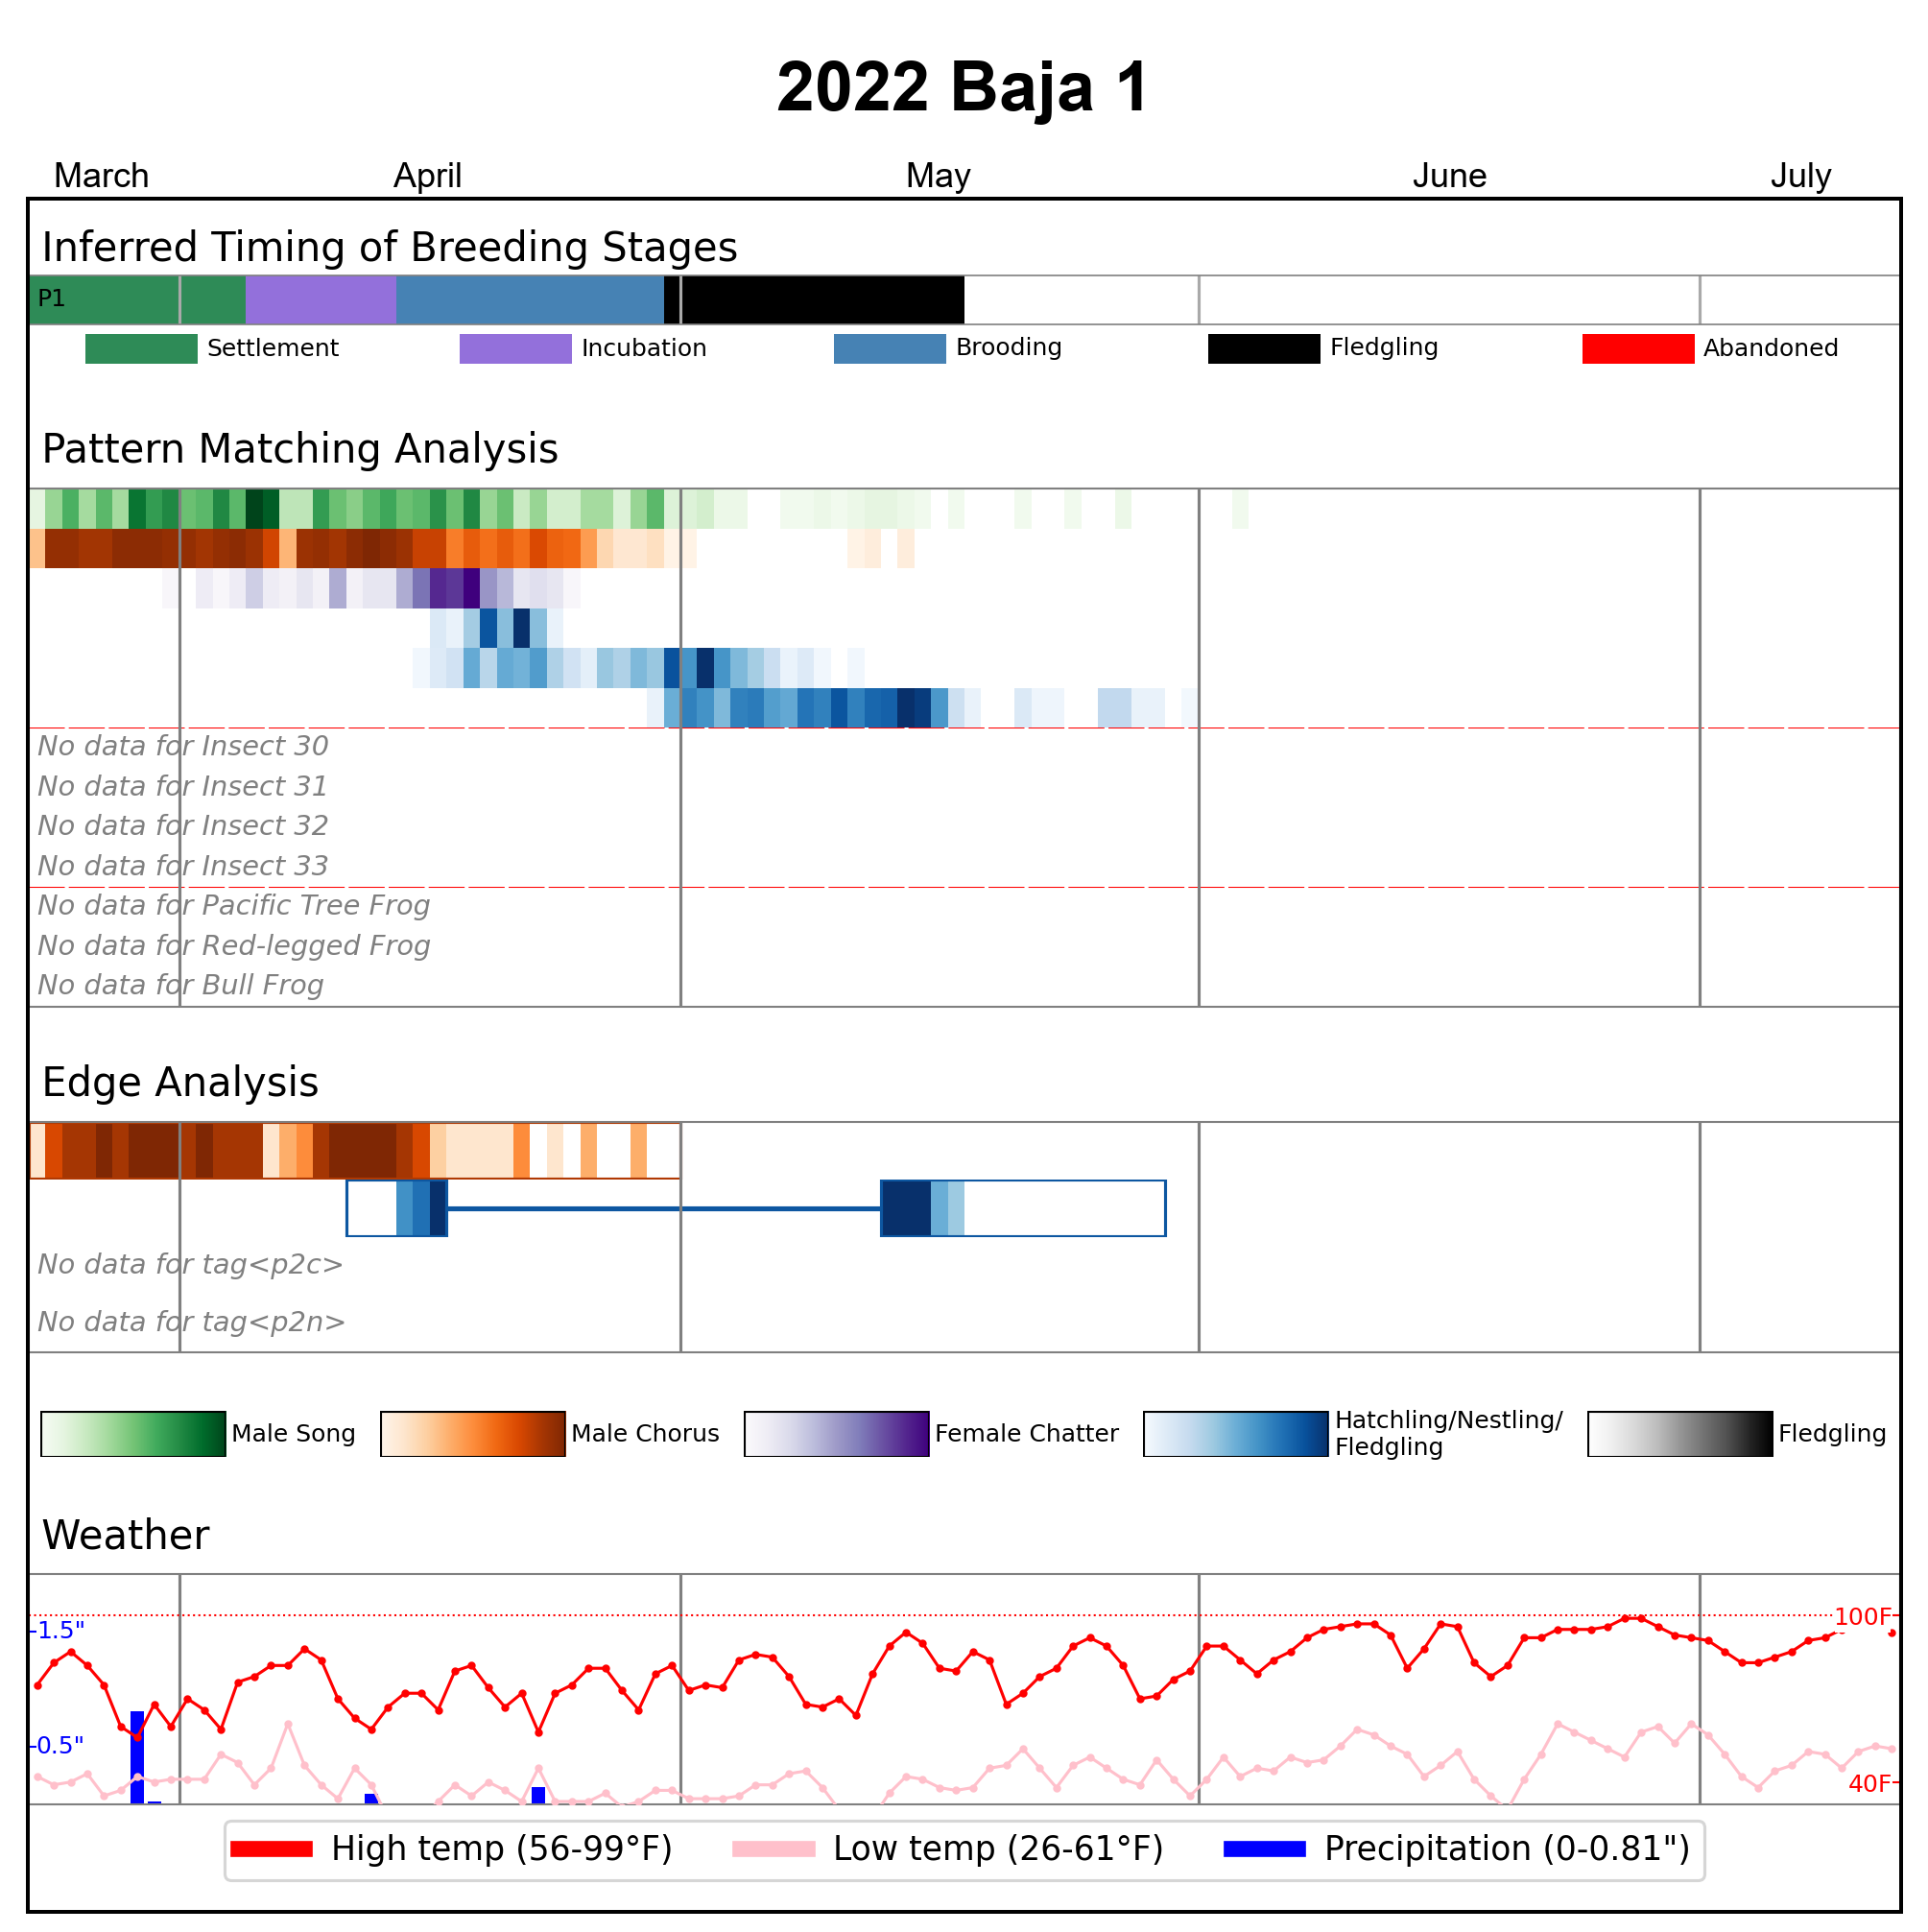 2022 Baja 1
March April May June July
Inferred Timing of Breeding Stages
P1
Settlement Incubation Brooding Fledgling Abandoned
Pattern Matching Analysis
No data for Insect 30
No data for Insect 31
No data for Insect 32
No data for Insect 33
No data for Pacific Tree Frog
No data for Red-legged Frog
No data for Bull Frog
Edge Analysis
No data for tag<p2c>
No data for tag<p2n>
Male Song Male Chorus Female Chatter Hatchling/Nestling/
Fledgling Fledgling
Weather
100F
1.5"
0.5"
40F
High temp (56-99°F) Low temp (26-61°F) Precipitation (0-0.81")